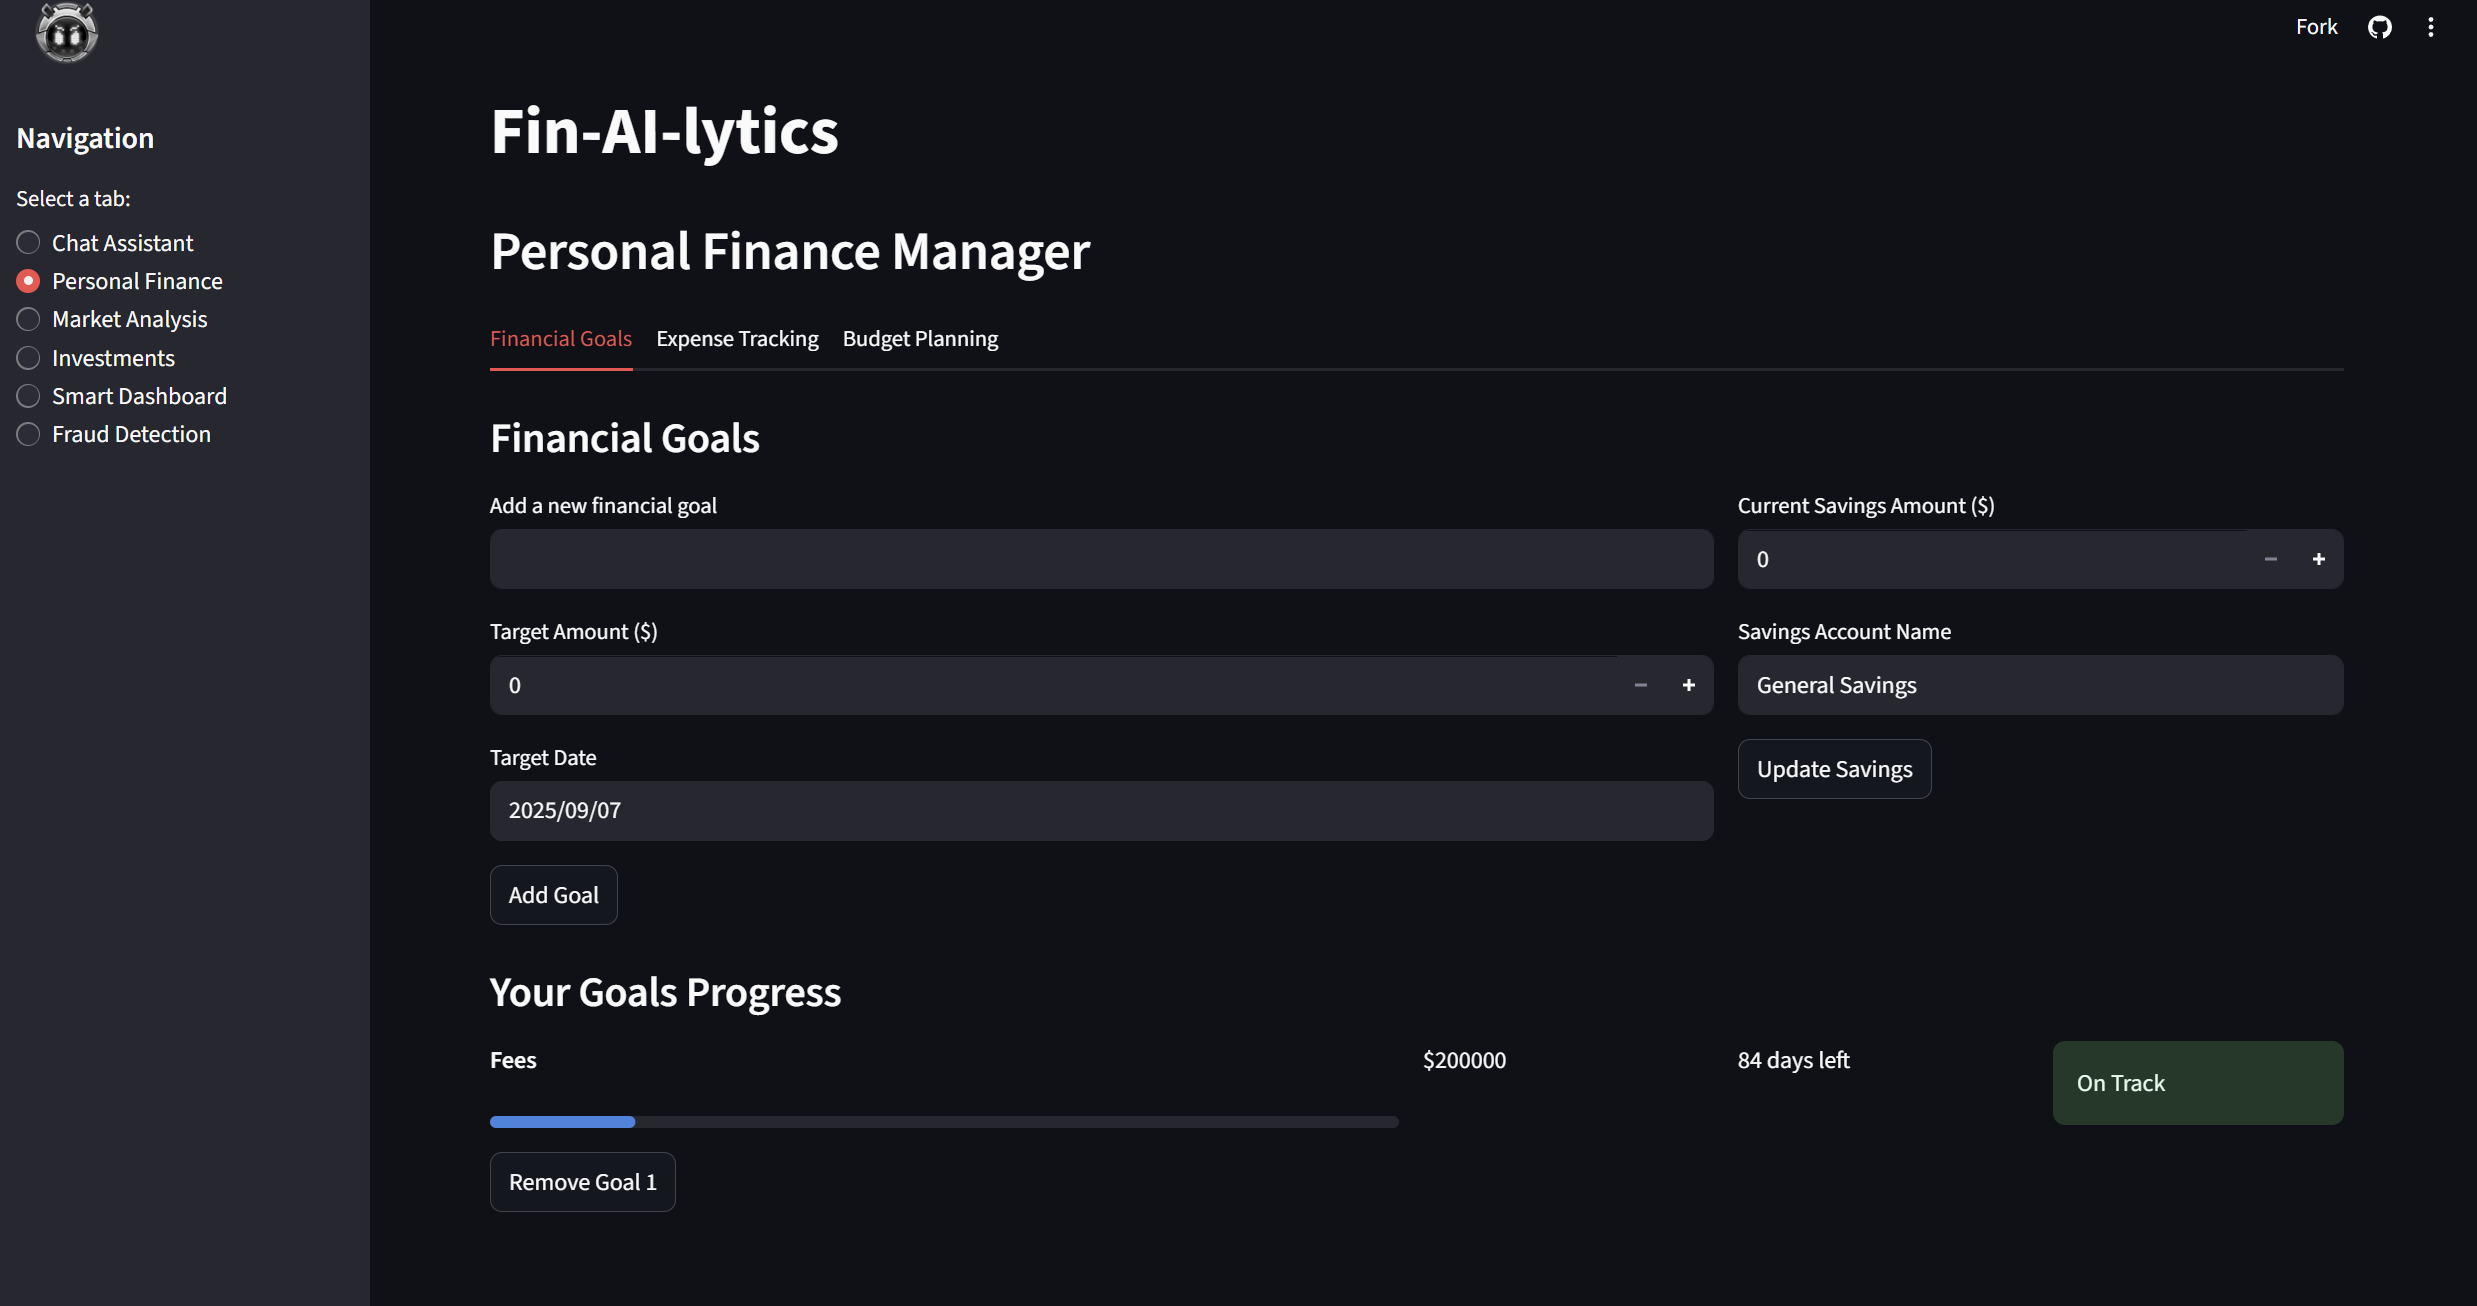 Fork
Navigation
Select a tab:
Chat Assistant
Personal Finance
Market Analysis
Investments
Smart Dashboard
Fraud Detection
Fin-AI-lytics
Personal Finance Manager
Financial Goals Expense Tracking Budget Planning
Financial Goals
Add a new financial goal
Target Amount ($)
0
Target Date
2025/09/07
Add Goal
Current Savings Amount ($)
0
Savings Account Name
General Savings
Update Savings
Your Goals Progress
Fees $200000 84 days left On Track
Remove Goal 1